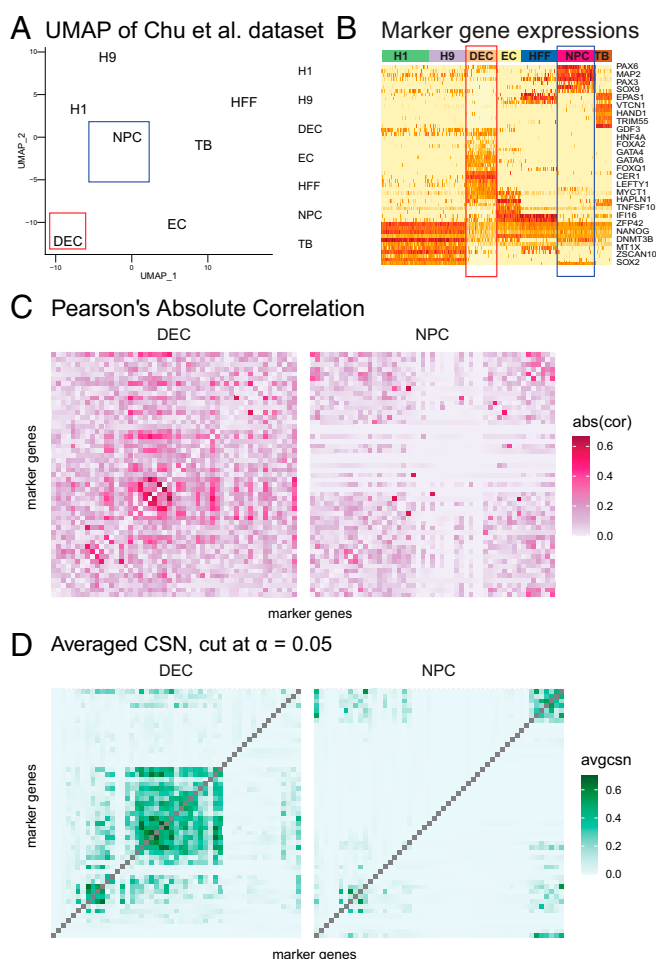 A UMAP of Chu et al. dataset
10
5
0
−5
−10
UMAP_2
H9
H1
HFF
NPC
TB
EC
DEC
−10
0
10
UMAP_1
H1
H9
DEC
EC
HFF
NPC
TB
B Marker gene expressions
H1 H9 DEC EC HFF NPC TB
PAX6
MAP2
PAX3
SOX9
EPAS1
VTCN1
HAND1
TRIM55
GDF3
HNF4A
FOXA2
GATA4
GATA6
FOXQ1
CER1
LEFTY1
MYCT1
HAPLN1
TNFSF10
IFI16
ZFP42
NANOG
DNMT3B
MT1X
ZSCAN10
SOX2
C Pearson's Absolute Correlation
DEC NPC
marker genes
marker genes
abs(cor)
0.6
0.4
0.2
0.0
D Averaged CSN, cut at α = 0.05
DEC NPC
marker genes
marker genes
avgcsn
0.6
0.4
0.2
0.0